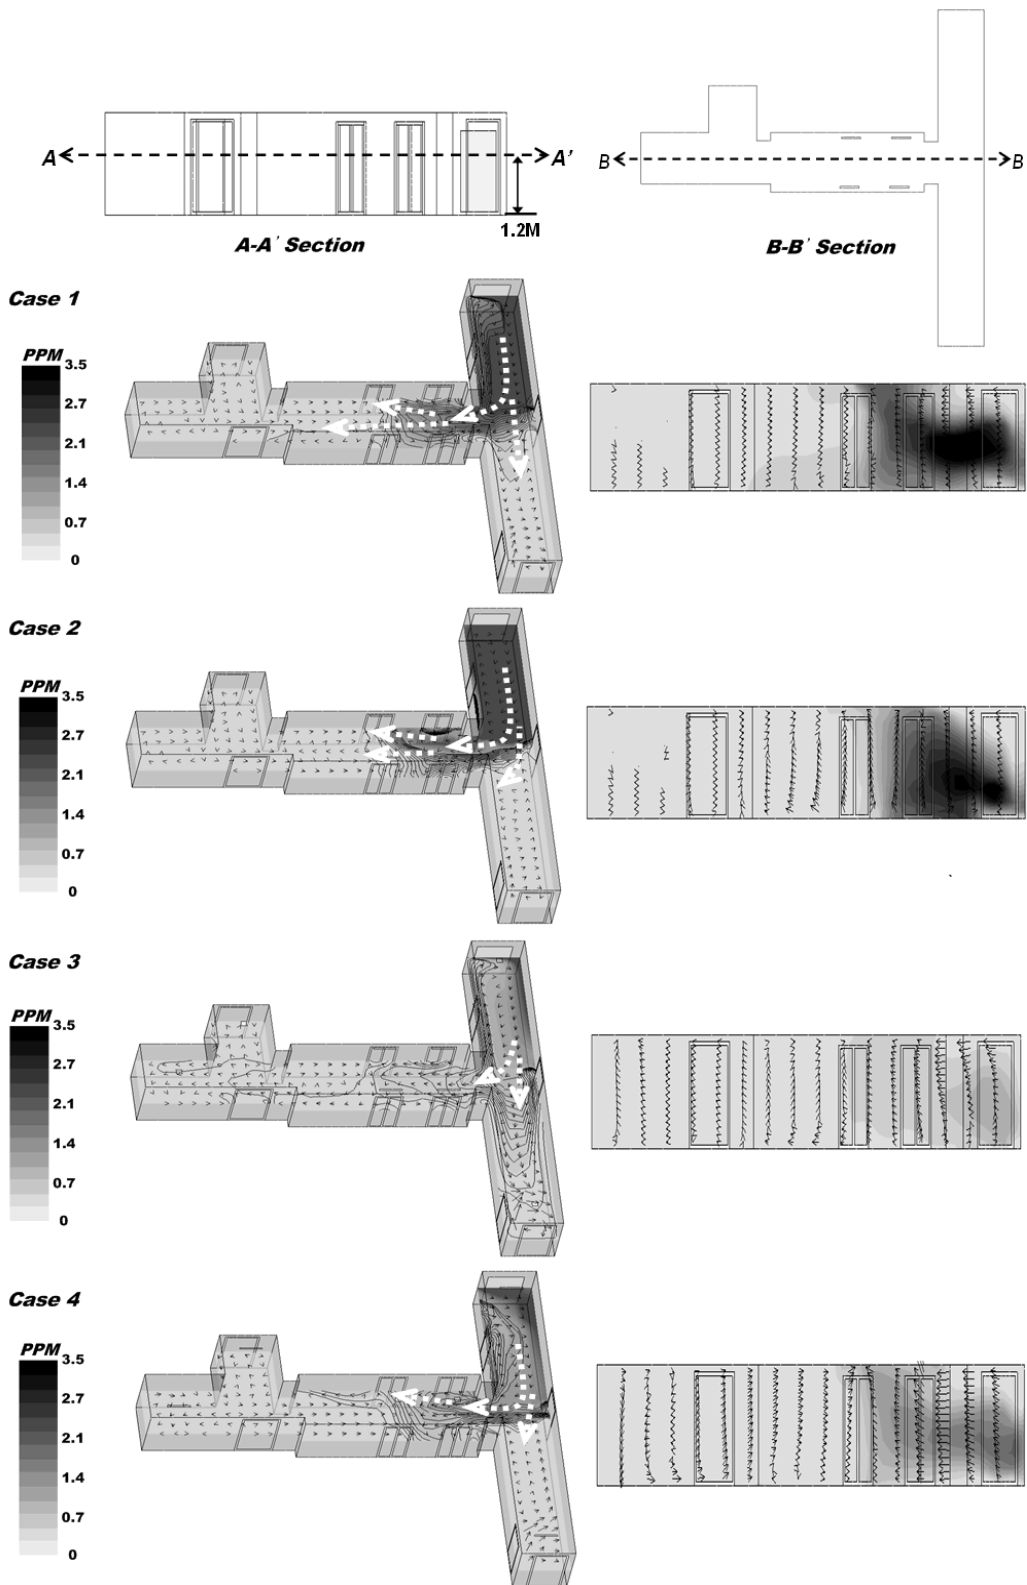 A
A'
1.2M
A-A' Section
B
B
B-B' Section
Case 1
PPM
3.5
2.7
2.1
1.4
0.7
0
Case 2
PPM
3.5
2.7
2.1
1.4
0.7
0
Case 3
PPM
3.5
2.7
2.1
1.4
0.7
0
Case 4
PPM
3.5
2.7
2.1
1.4
0.7
0